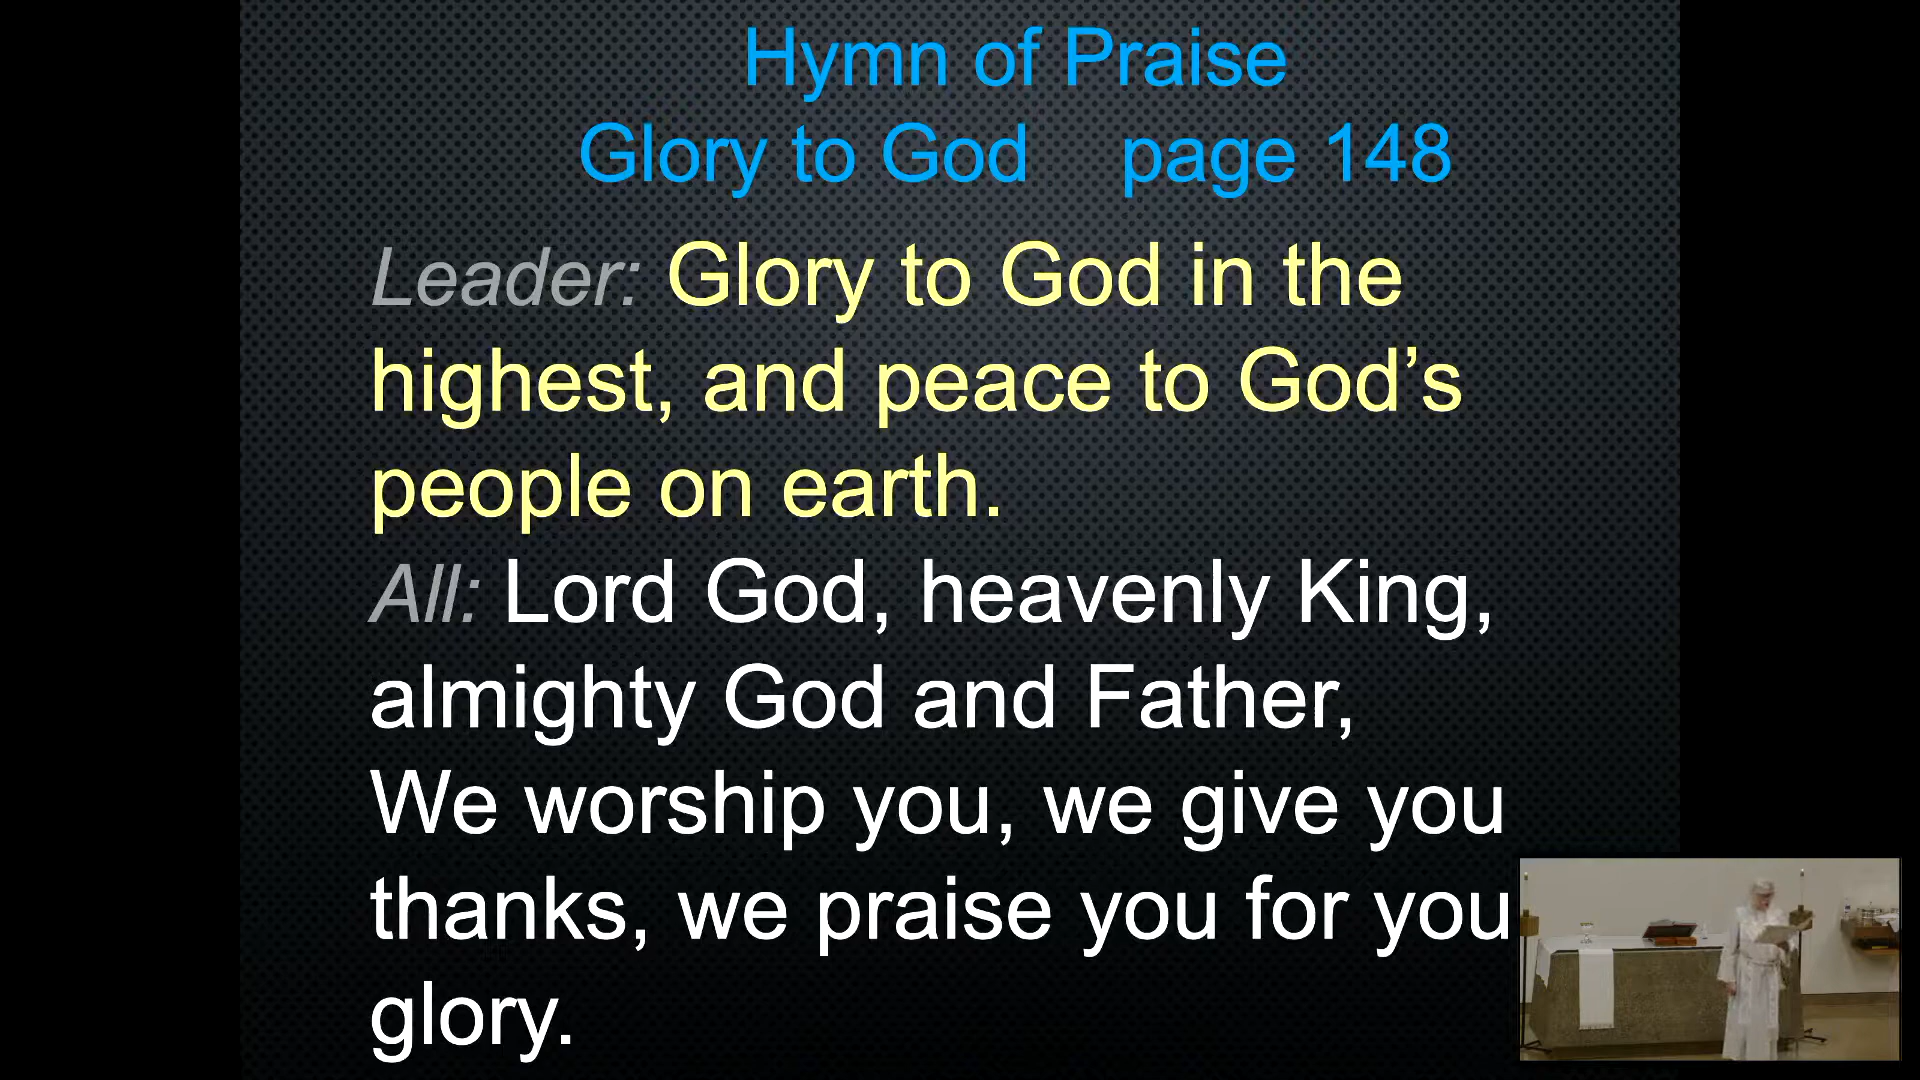 Hymn of Praise
Glory to God page 148
Leader: Glory to God in the
highest, and peace to God’s
people on earth.
All: Lord God, heavenly King,
almighty God and Father,
We worship you, we give you
thanks, we praise you for you
glory.